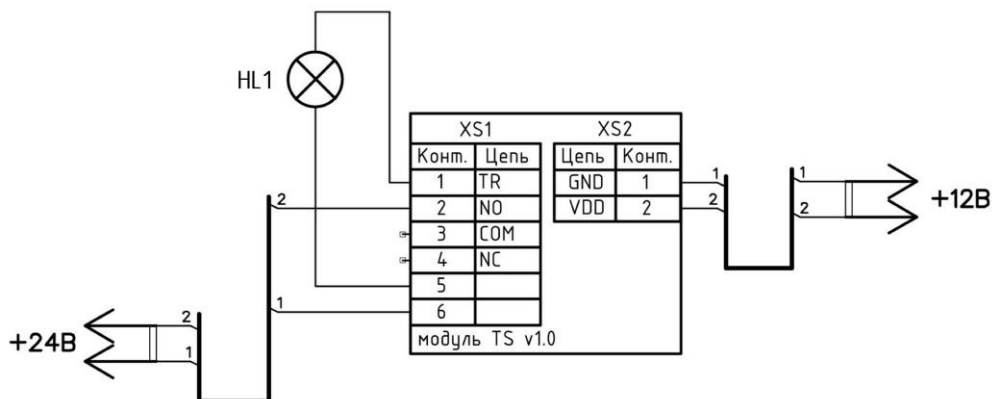 HL1
XS1 XS2
Конт. Цепь Цепь Конт.
1 TR GND 1
2 NO VDD 2
3 COM
4 NC
5
6
модуль TS v1.0
2
1
2
1
+24В
1
2
1
2
+12В